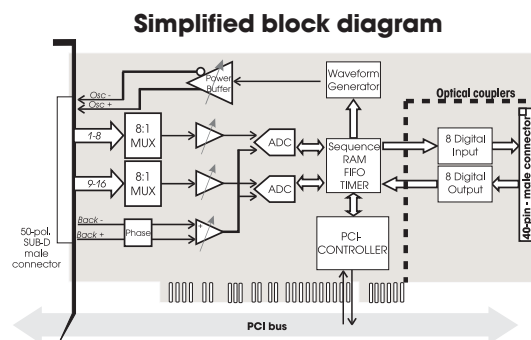 Simplified block diagram
Power
Buffer
Waveform
Generator
Optical couplers
Osc -
Osc +
1-8
8:1
MUX
ADC
Sequence
RAM
FIFO
TIMER
8 Digital
Input
9-16
8:1
MUX
ADC
8 Digital
Output
40-pin - male connector
Back -
Back +
Phase
+
-
50-pol.
SUB-D
male
connector
PCI-
CONTROLLER
PCI bus